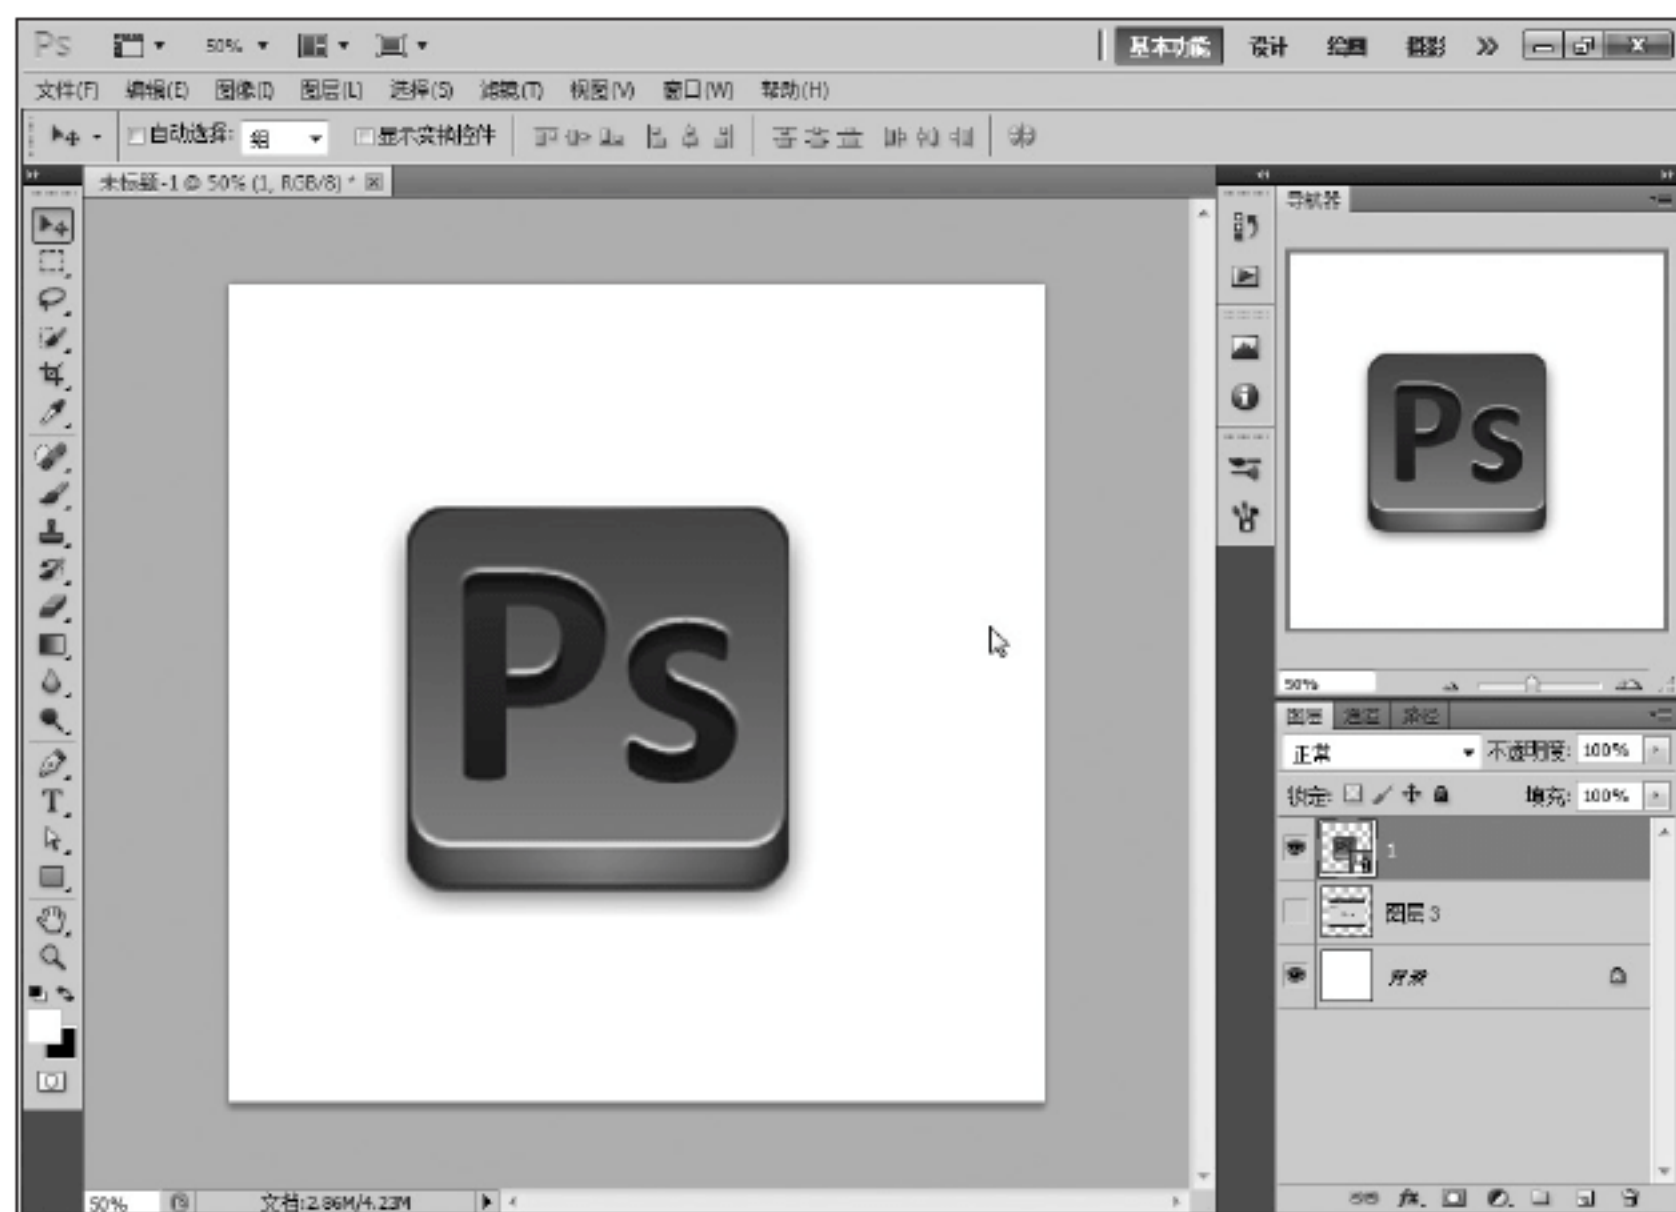 Ps 50% 基本功能 设计 绘画 摄影
文件(F) 编辑(E) 图像(I) 图层(L) 选择(S) 滤镜(T) 视图(V) 窗口(W) 帮助(H)
自动选择: 组 显示变换控件
未标题-1 @ 50% (1, RGB/8) *
导航器
Ps
Ps
50%
图层 通道 路径
正常 不透明度: 100%
锁定: 填充: 100%
1
图层 3
背景
50% 文档:2.86M/4.23M